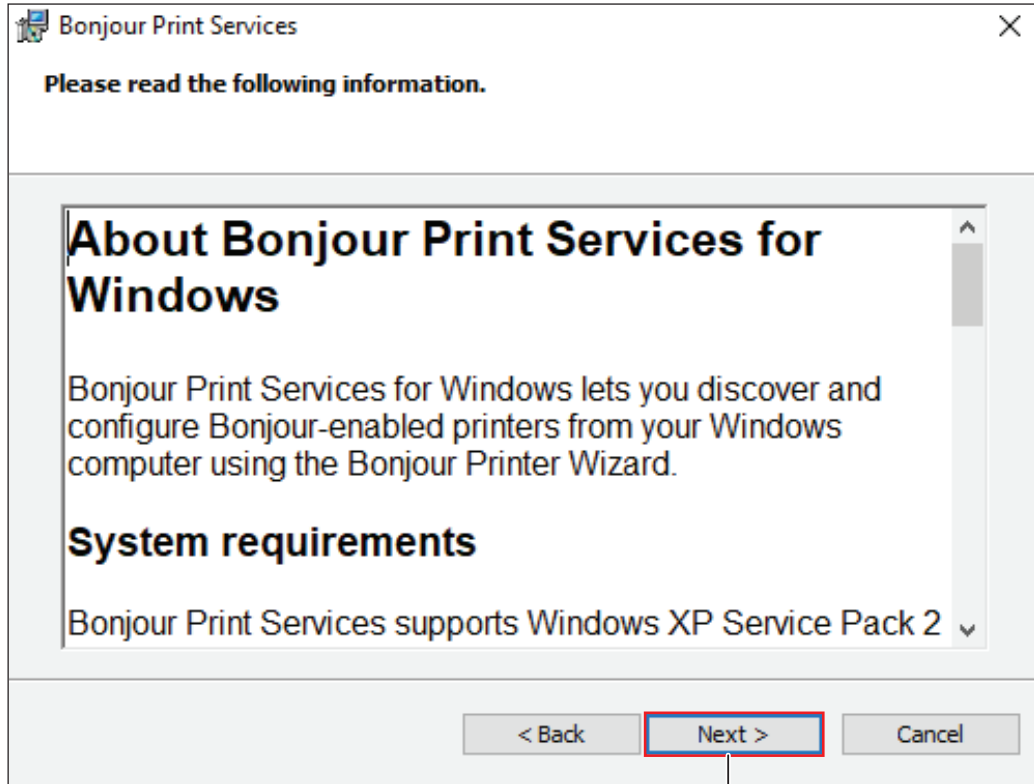 Bonjour Print Services
Please read the following information.
About Bonjour Print Services for
Windows
Bonjour Print Services for Windows lets you discover and
configure Bonjour-enabled printers from your Windows
computer using the Bonjour Printer Wizard.
System requirements
Bonjour Print Services supports Windows XP Service Pack 2
< Back Next > Cancel